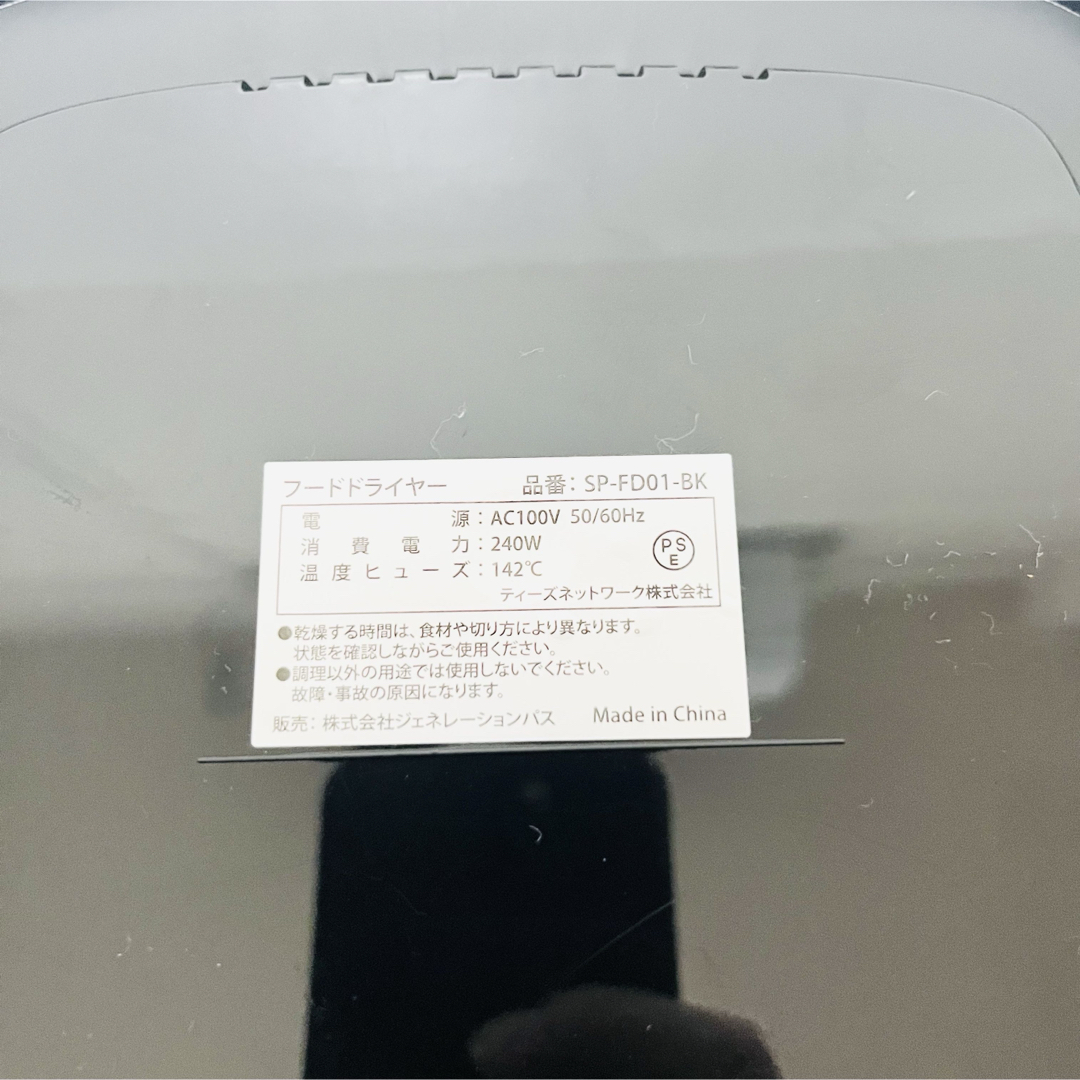 フードドライヤー 品番：SP-FD01-BK
電源：AC100V 50/60Hz
消費電力：240W
温度ヒューズ：142℃
PS
E
ティーズネットワーク株式会社
●乾燥する時間は、食材や切り方により異なります。
状態を確認しながらご使用ください。
●調理以外の用途では使用しないでください。
故障・事故の原因になります。
販売：株式会社ジェネレーションパス Made in China